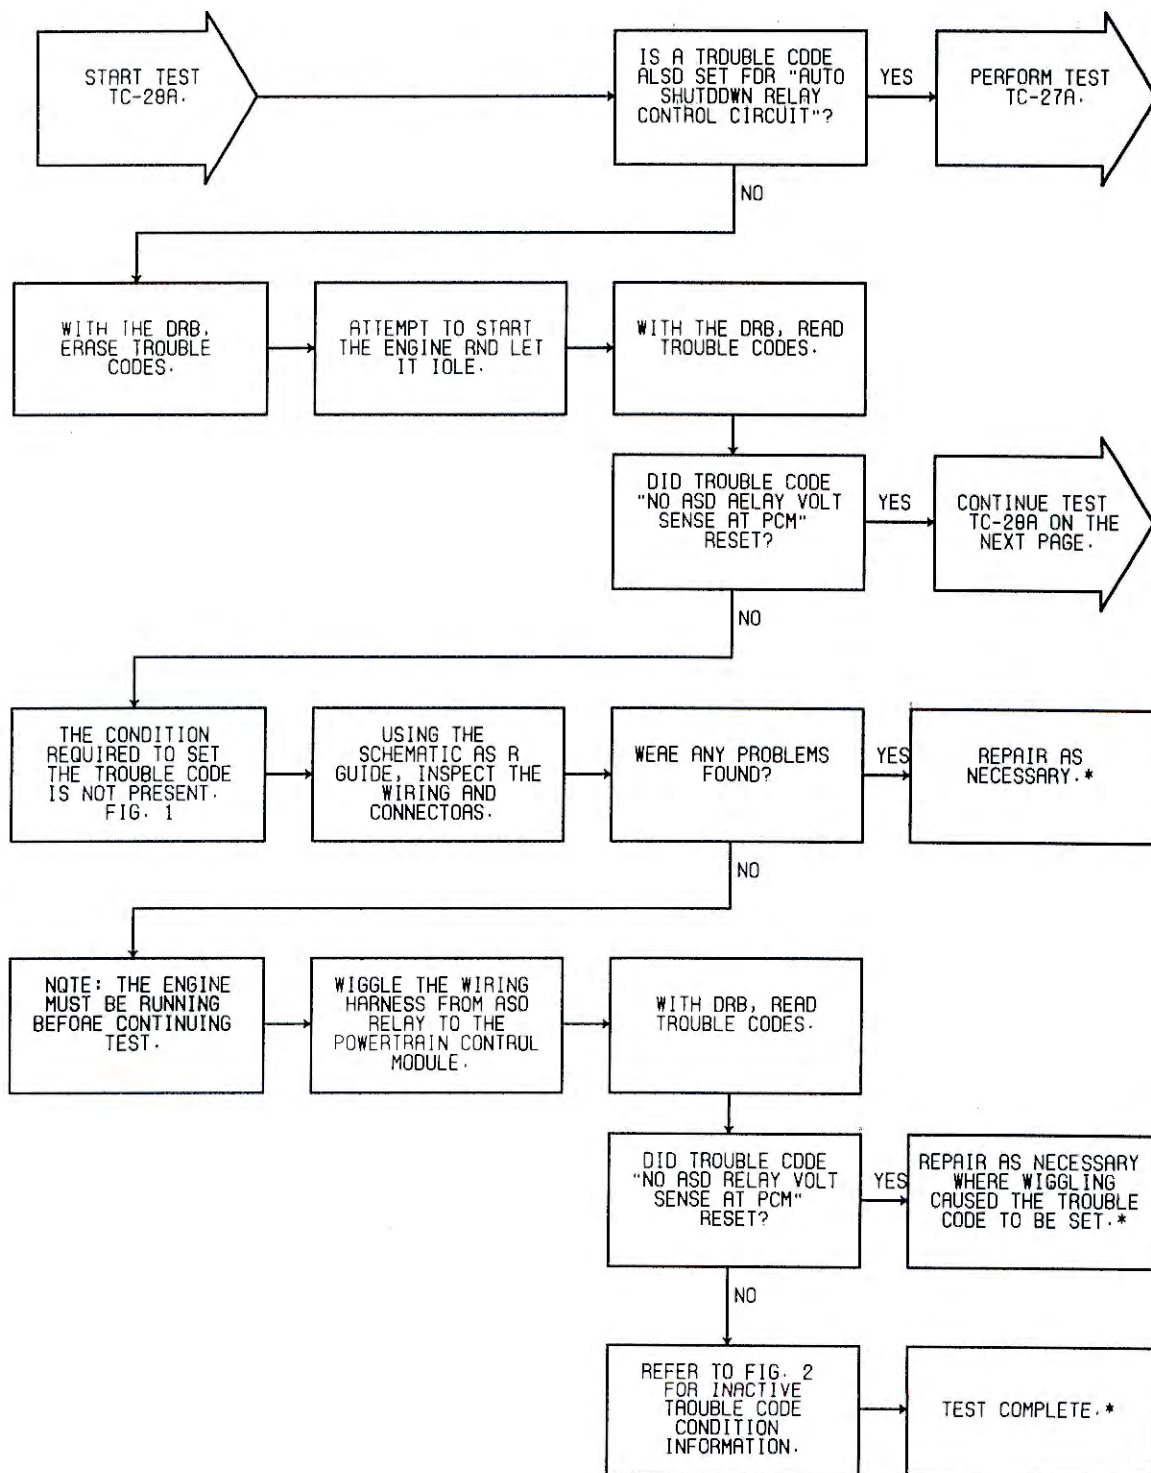 START TEST
TC-28A.
IS A TROUBLE CODE
ALSO SET FOR "AUTO
SHUTDOWN RELAY
CONTROL CIRCUIT"?
YES
PERFORM TEST
TC-27A.
NO
WITH THE DRB,
ERASE TROUBLE
CODES.
ATTEMPT TO START
THE ENGINE AND LET
IT IDLE.
WITH THE DRB, READ
TROUBLE CODES.
DID TROUBLE CODE
"NO ASD RELAY VOLT
SENSE AT PCM"
RESET?
YES
CONTINUE TEST
TC-28A ON THE
NEXT PAGE.
NO
THE CONDITION
REQUIRED TO SET
THE TROUBLE CODE
IS NOT PRESENT.
FIG. 1
USING THE
SCHEMATIC AS A
GUIDE, INSPECT THE
WIRING AND
CONNECTORS.
WERE ANY PROBLEMS
FOUND?
YES
REPAIR AS
NECESSARY.*
NO
NOTE: THE ENGINE
MUST BE RUNNING
BEFORE CONTINUING
TEST.
WIGGLE THE WIRING
HARNESS FROM ASD
RELAY TO THE
POWERTRAIN CONTROL
MODULE.
WITH DRB, READ
TROUBLE CODES.
DID TROUBLE CODE
"NO ASD RELAY VOLT
SENSE AT PCM"
RESET?
YES
REPAIR AS NECESSARY
WHERE WIGGLING
CAUSED THE TROUBLE
CODE TO BE SET.*
NO
REFER TO FIG. 2
FOR INACTIVE
TROUBLE CODE
CONDITION
INFORMATION.
TEST COMPLETE.*